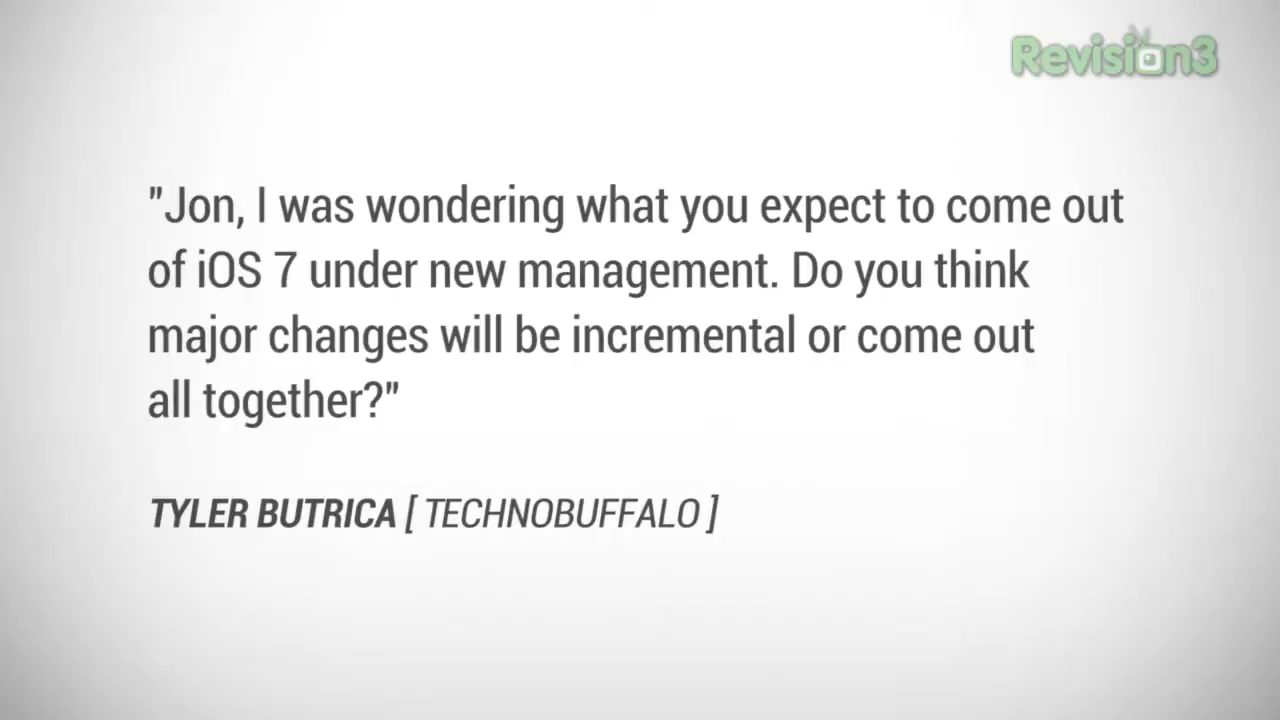 Revision3
"Jon, I was wondering what you expect to come out
of iOS 7 under new management. Do you think
major changes will be incremental or come out
all together?"
TYLER BUTRICA [ TECHNOBUFFALO ]